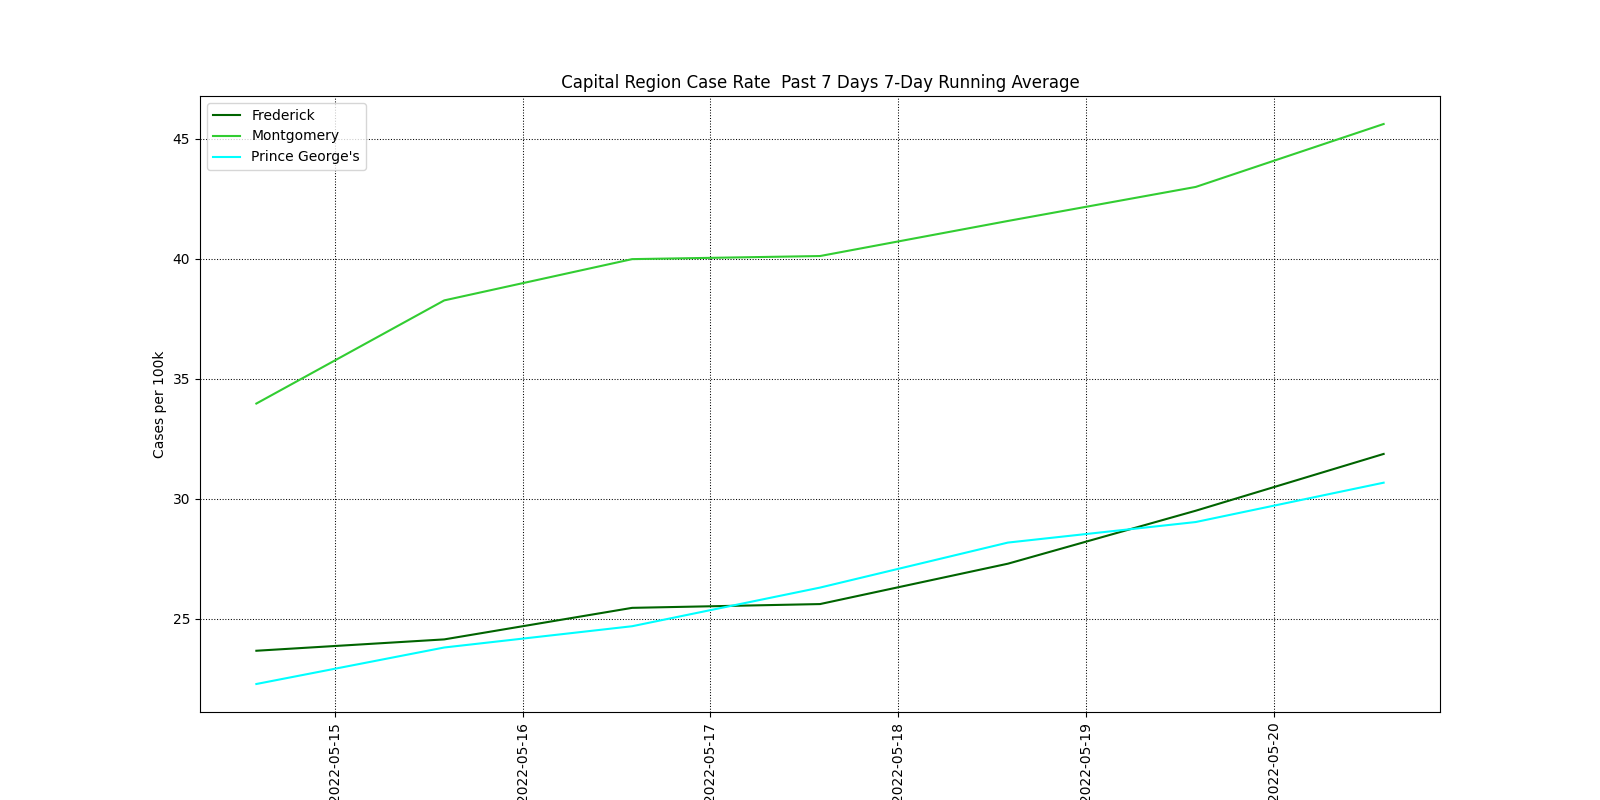 Capital Region Case Rate  Past 7 Days 7-Day Running Average
Frederick
Montgomery
Prince George's
45
40
35
30
25
Cases per 100k
2022-05-15
2022-05-16
2022-05-17
2022-05-18
2022-05-19
2022-05-20